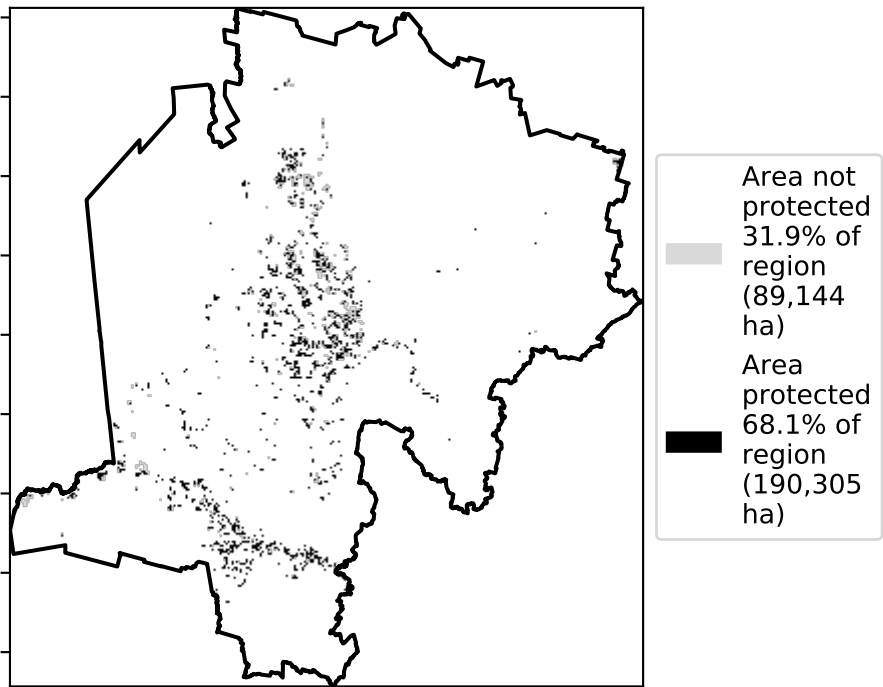 Area not
protected
31.9% of
region
(89,144
ha)
Area
protected
68.1% of
region
(190,305
ha)